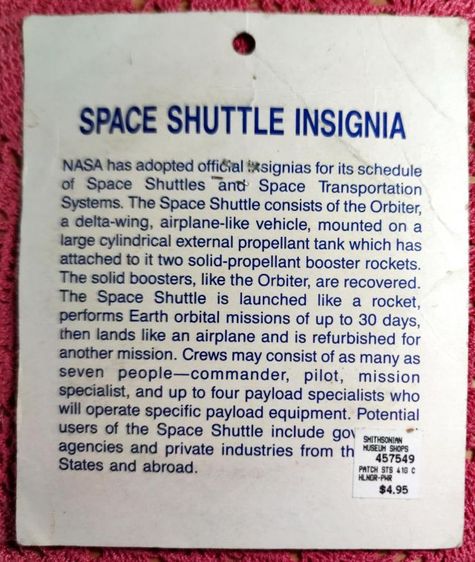 SPACE SHUTTLE INSIGNIA
NASA has adopted official insignias for its schedule
of Space Shuttles and Space Transportation
Systems. The Space Shuttle consists of the Orbiter,
a delta-wing, airplane-like vehicle, mounted on a
large cylindrical external propellant tank which has
attached to it two solid-propellant booster rockets.
The solid boosters, like the Orbiter, are recovered.
The Space Shuttle is launched like a rocket,
performs Earth orbital missions of up to 30 days,
then lands like an airplane and is refurbished for
another mission. Crews may consist of as many as
seven people—commander, pilot, mission
specialist, and up to four payload specialists who
will operate specific payload equipment. Potential
users of the Space Shuttle include gov
agencies and private industries from th
States and abroad.
SMITHSONIAN
MUSEUM SHOPS
457549
PATCH STS 41G C
HLNGR-PWR
$4.95